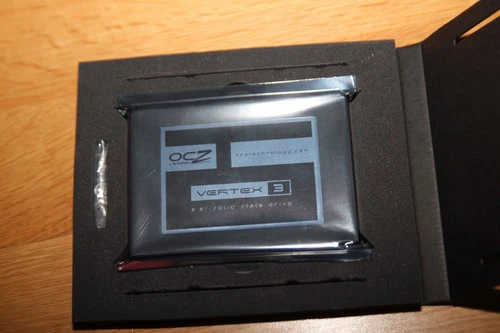 OCZ
ocztechnology.com
VERTEX 3
2.5" solid state drive